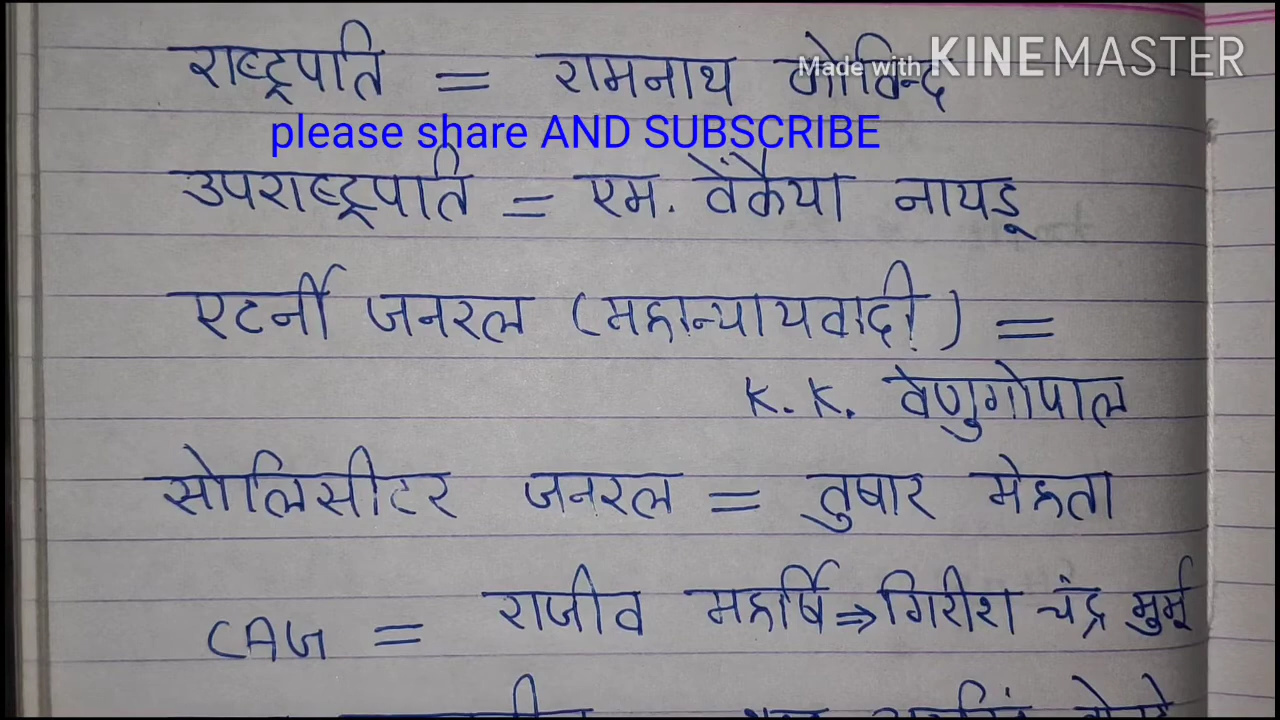 Made with KINEMASTER
राष्ट्रपति = रामनाथ कोविन्द
please share AND SUBSCRIBE
उपराष्ट्रपति = एम. वेंकैया नायडू
एटर्नी जनरल (महान्यायवादी) =
K. K. वेणुगोपाल
सोलिसीटर जनरल = तुषार मेहता
CAG = राजीव महर्षि ⇒ गिरीश चंद्र मुर्मू